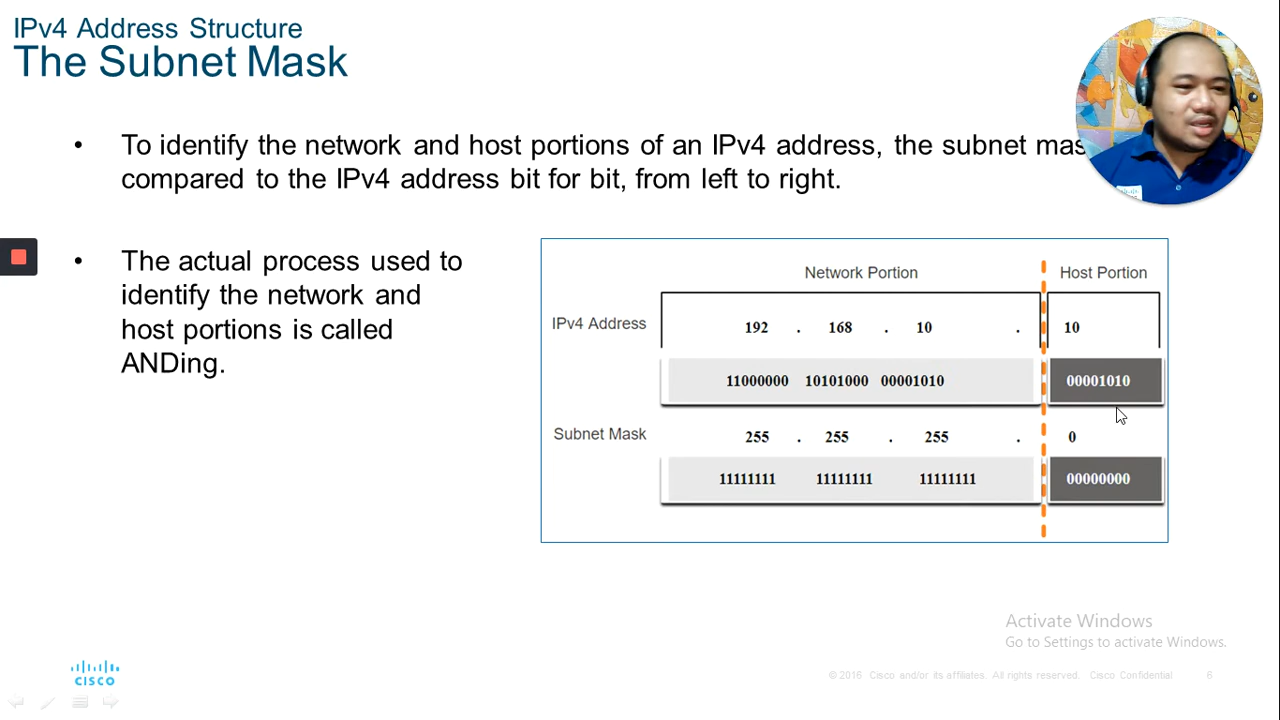 IPv4 Address Structure
The Subnet Mask
• To identify the network and host portions of an IPv4 address, the subnet mas
compared to the IPv4 address bit for bit, from left to right.
• The actual process used to
identify the network and
host portions is called
ANDing.
Network Portion Host Portion
IPv4 Address 192 . 168 . 10 . 10
11000000 10101000 00001010 00001010
Subnet Mask 255 . 255 . 255 . 0
11111111 11111111 11111111 00000000
Activate Windows
Go to Settings to activate Windows.
CISCO
© 2016 Cisco and/or its affiliates. All rights reserved. Cisco Confidential 6